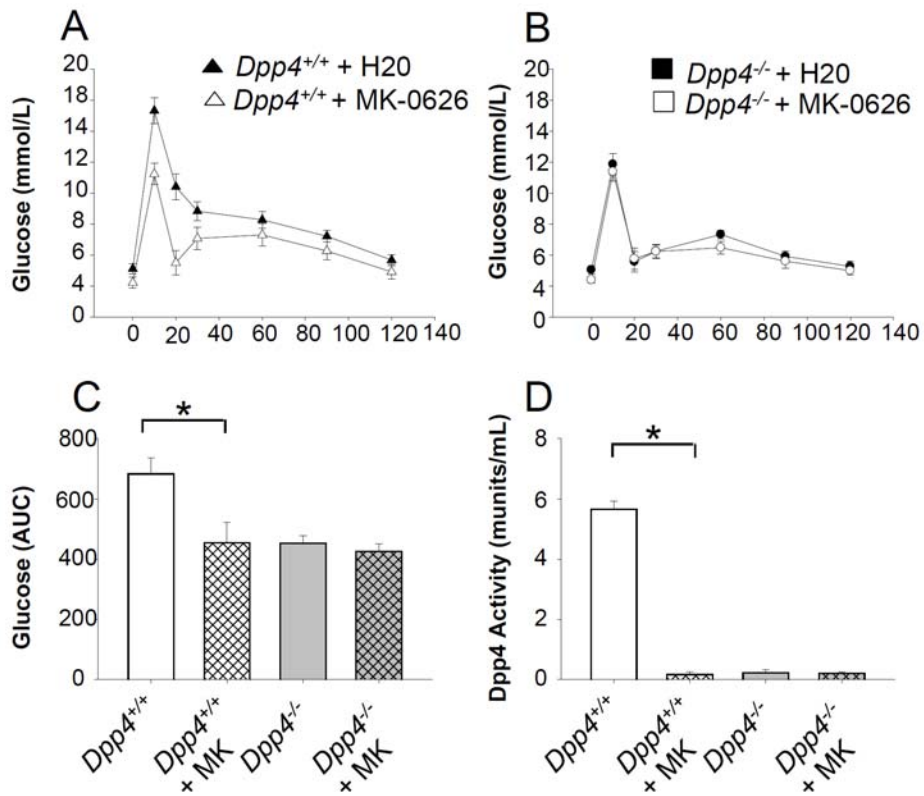 A
Dpp4+/+ + H20
Dpp4+/+ + MK-0626
Glucose (mmol/L)
20
18
16
14
12
10
8
6
4
2
0
0 20 40 60 80 100 120 140
B
Dpp4-/- + H20
Dpp4-/- + MK-0626
Glucose (mmol/L)
20
18
16
14
12
10
8
6
4
2
0
0 20 40 60 80 100 120 140
C
*
Glucose (AUC)
800
600
400
200
0
Dpp4+/+
Dpp4+/+
+ MK
Dpp4-/-
Dpp4-/-
+ MK
D
*
Dpp4 Activity (munits/mL)
8
6
4
2
0
Dpp4+/+
Dpp4+/+
+ MK
Dpp4-/-
Dpp4-/-
+ MK